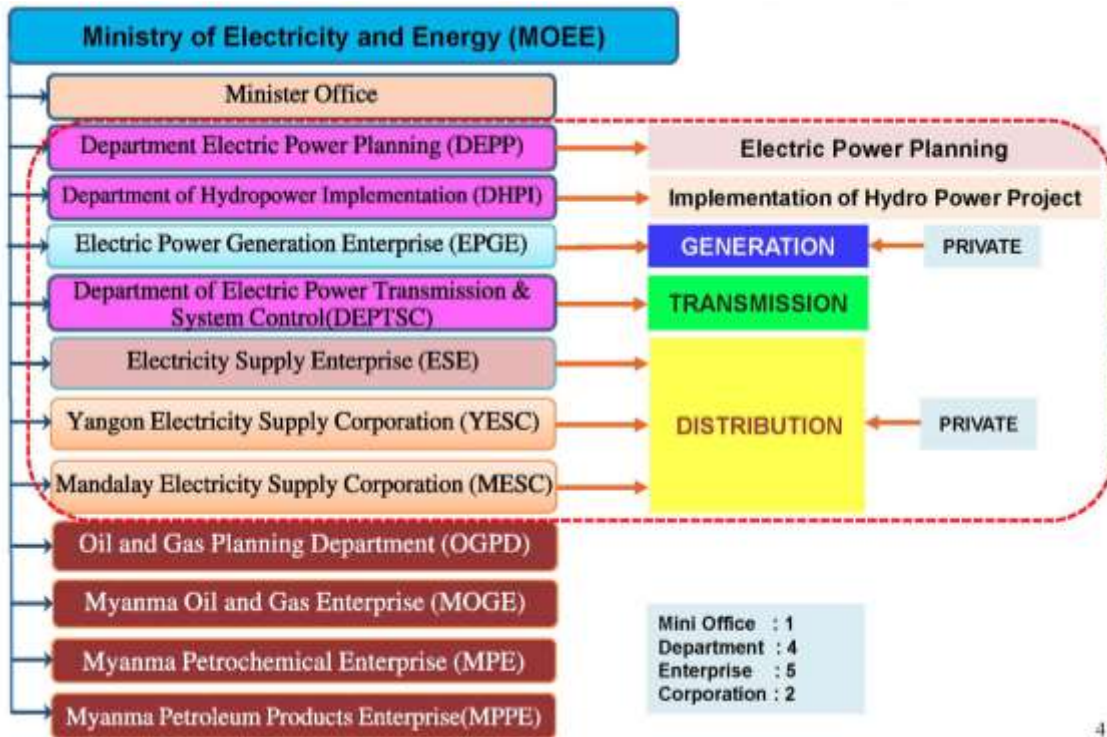 Ministry of Electricity and Energy (MOEE)
Minister Office
Department Electric Power Planning (DEPP)
Electric Power Planning
Department of Hydropower Implementation (DHPI)
Implementation of Hydro Power Project
Electric Power Generation Enterprise (EPGE)
GENERATION
PRIVATE
Department of Electric Power Transmission &
System Control(DEPTSC)
TRANSMISSION
Electricity Supply Enterprise (ESE)
Yangon Electricity Supply Corporation (YESC)
DISTRIBUTION
PRIVATE
Mandalay Electricity Supply Corporation (MESC)
Oil and Gas Planning Department (OGPD)
Myanma Oil and Gas Enterprise (MOGE)
Myanma Petrochemical Enterprise (MPE)
Myanma Petroleum Products Enterprise(MPPE)
Mini Office : 1
Department : 4
Enterprise : 5
Corporation : 2
4